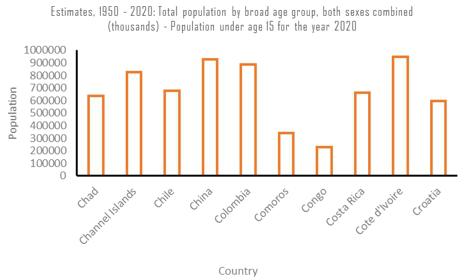 Estimates, 1950 - 2020: Total population by broad age group, both sexes combined
(thousands) - Population under age 15 for the year 2020
1000000
900000
800000
700000
600000
500000
400000
300000
200000
100000
0
Population
Chad
Channel Islands
Chile
China
Colombia
Comoros
Congo
Costa Rica
Cote d'Ivoire
Croatia
Country